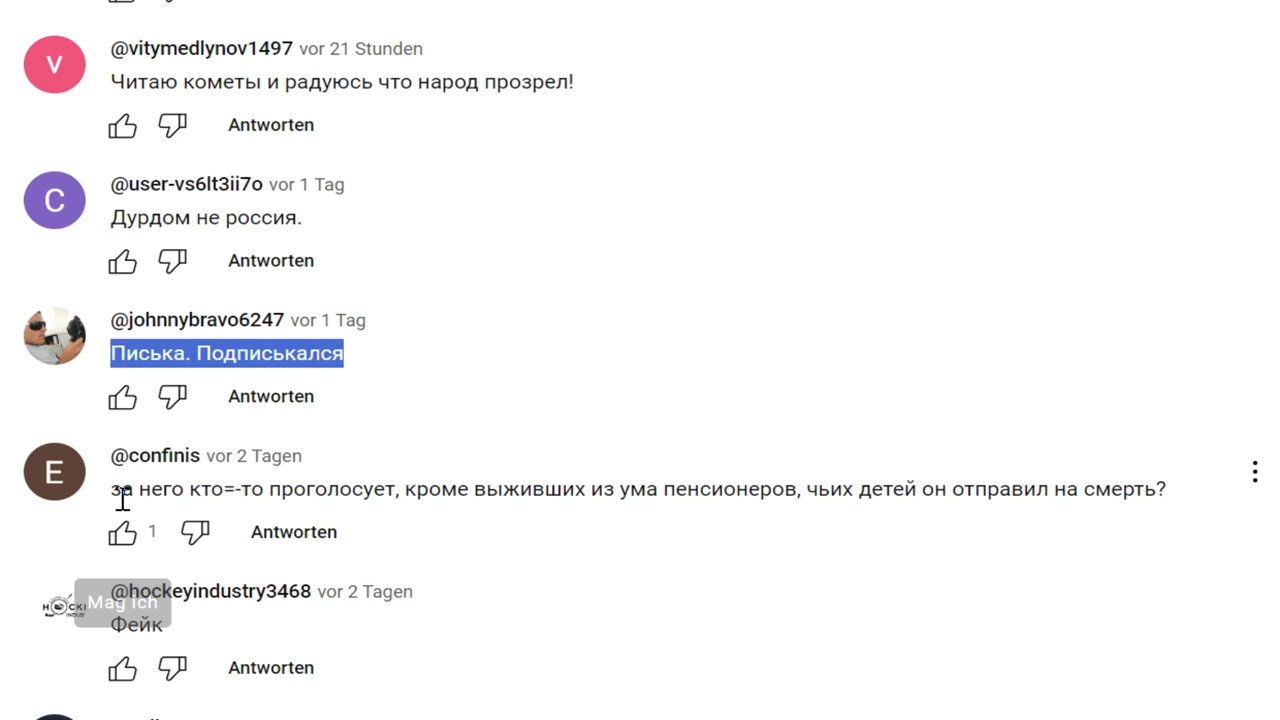 @vitymedlynov1497 vor 21 Stunden
Читаю кометы и радуюсь что народ прозрел!
Antworten
@user-vs6lt3ii7o vor 1 Tag
Дурдом не россия.
Antworten
@johnnybravo6247 vor 1 Tag
Писька. Подписькался
Antworten
@confinis vor 2 Tagen
за него кто=-то проголосует, кроме выживших из ума пенсионеров, чьих детей он отправил на смерть?
1 Antworten
@hockeyindustry3468 vor 2 Tagen
Mag ich
Фейк
Antworten